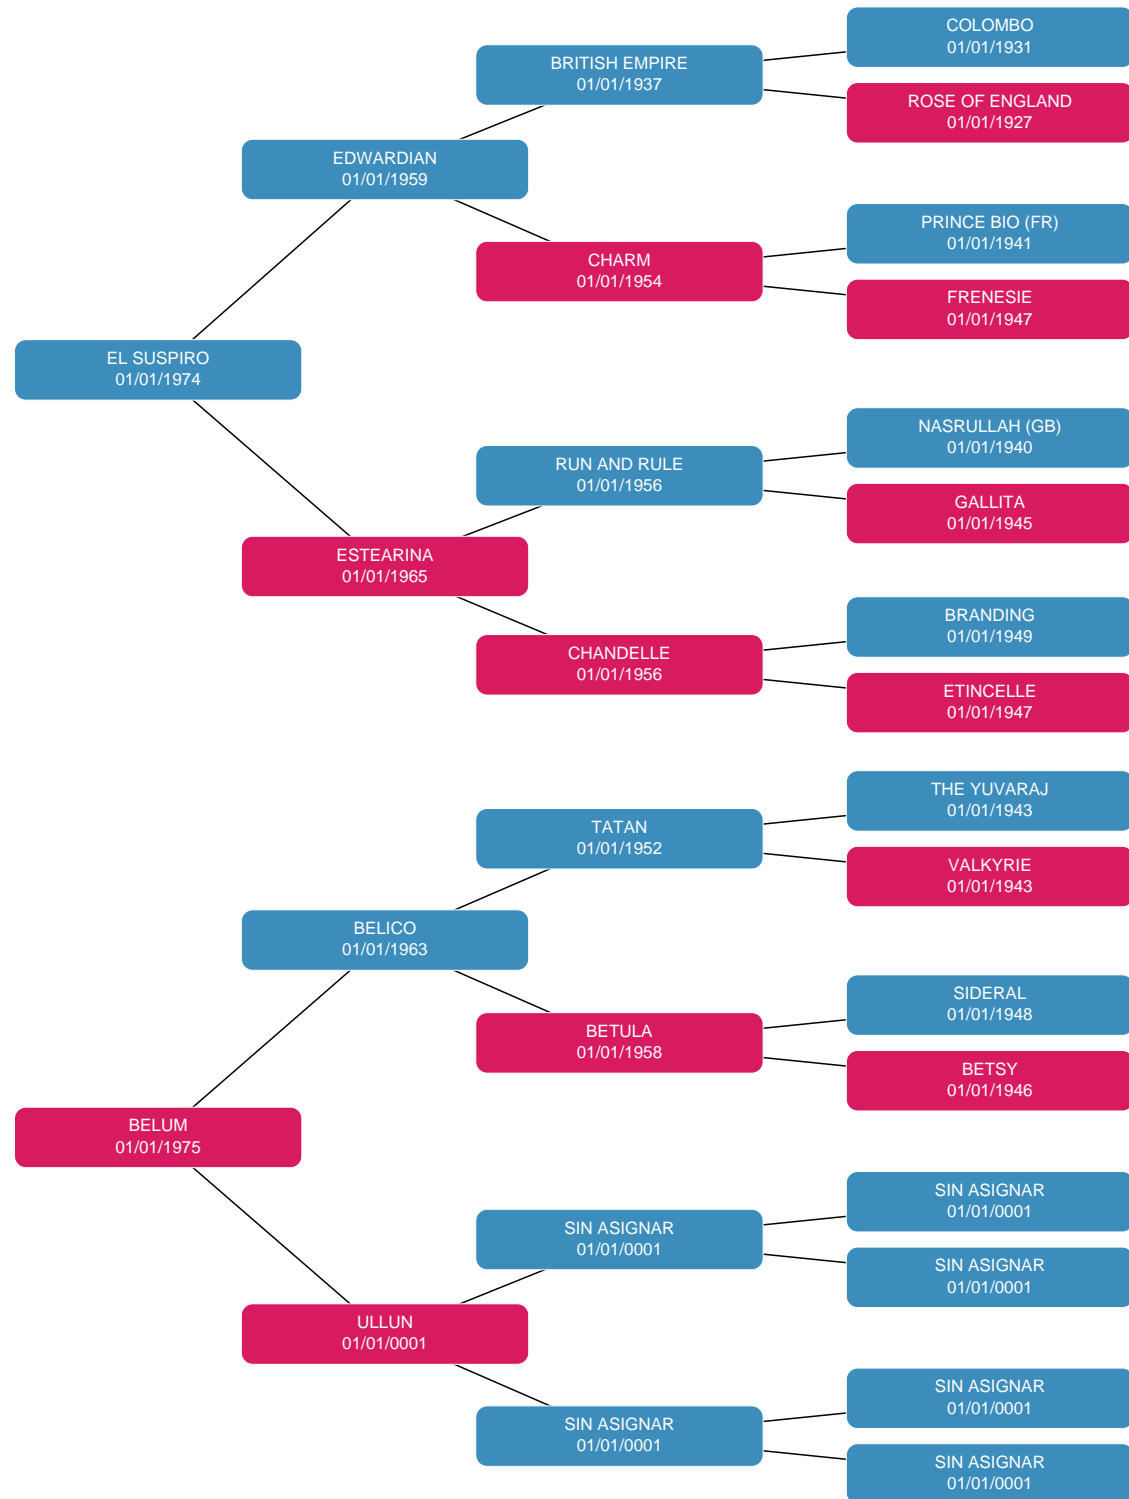 COLOMBO
01/01/1931
BRITISH EMPIRE
01/01/1937
ROSE OF ENGLAND
01/01/1927
EDWARDIAN
01/01/1959
PRINCE BIO (FR)
01/01/1941
CHARM
01/01/1954
FRENESIE
01/01/1947
EL SUSPIRO
01/01/1974
NASRULLAH (GB)
01/01/1940
RUN AND RULE
01/01/1956
GALLITA
01/01/1945
ESTEARINA
01/01/1965
BRANDING
01/01/1949
CHANDELLE
01/01/1956
ETINCELLE
01/01/1947
THE YUVARAJ
01/01/1943
TATAN
01/01/1952
VALKYRIE
01/01/1943
BELICO
01/01/1963
SIDERAL
01/01/1948
BETULA
01/01/1958
BETSY
01/01/1946
BELUM
01/01/1975
SIN ASIGNAR
01/01/0001
SIN ASIGNAR
01/01/0001
SIN ASIGNAR
01/01/0001
ULLUN
01/01/0001
SIN ASIGNAR
01/01/0001
SIN ASIGNAR
01/01/0001
SIN ASIGNAR
01/01/0001